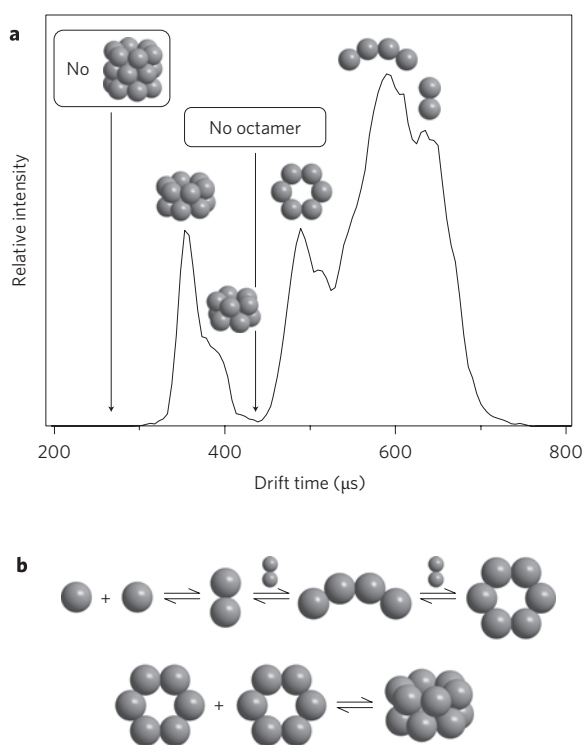 a
No
No octamer
Relative intensity
200
400
600
800
Drift time (µs)
b
+
+